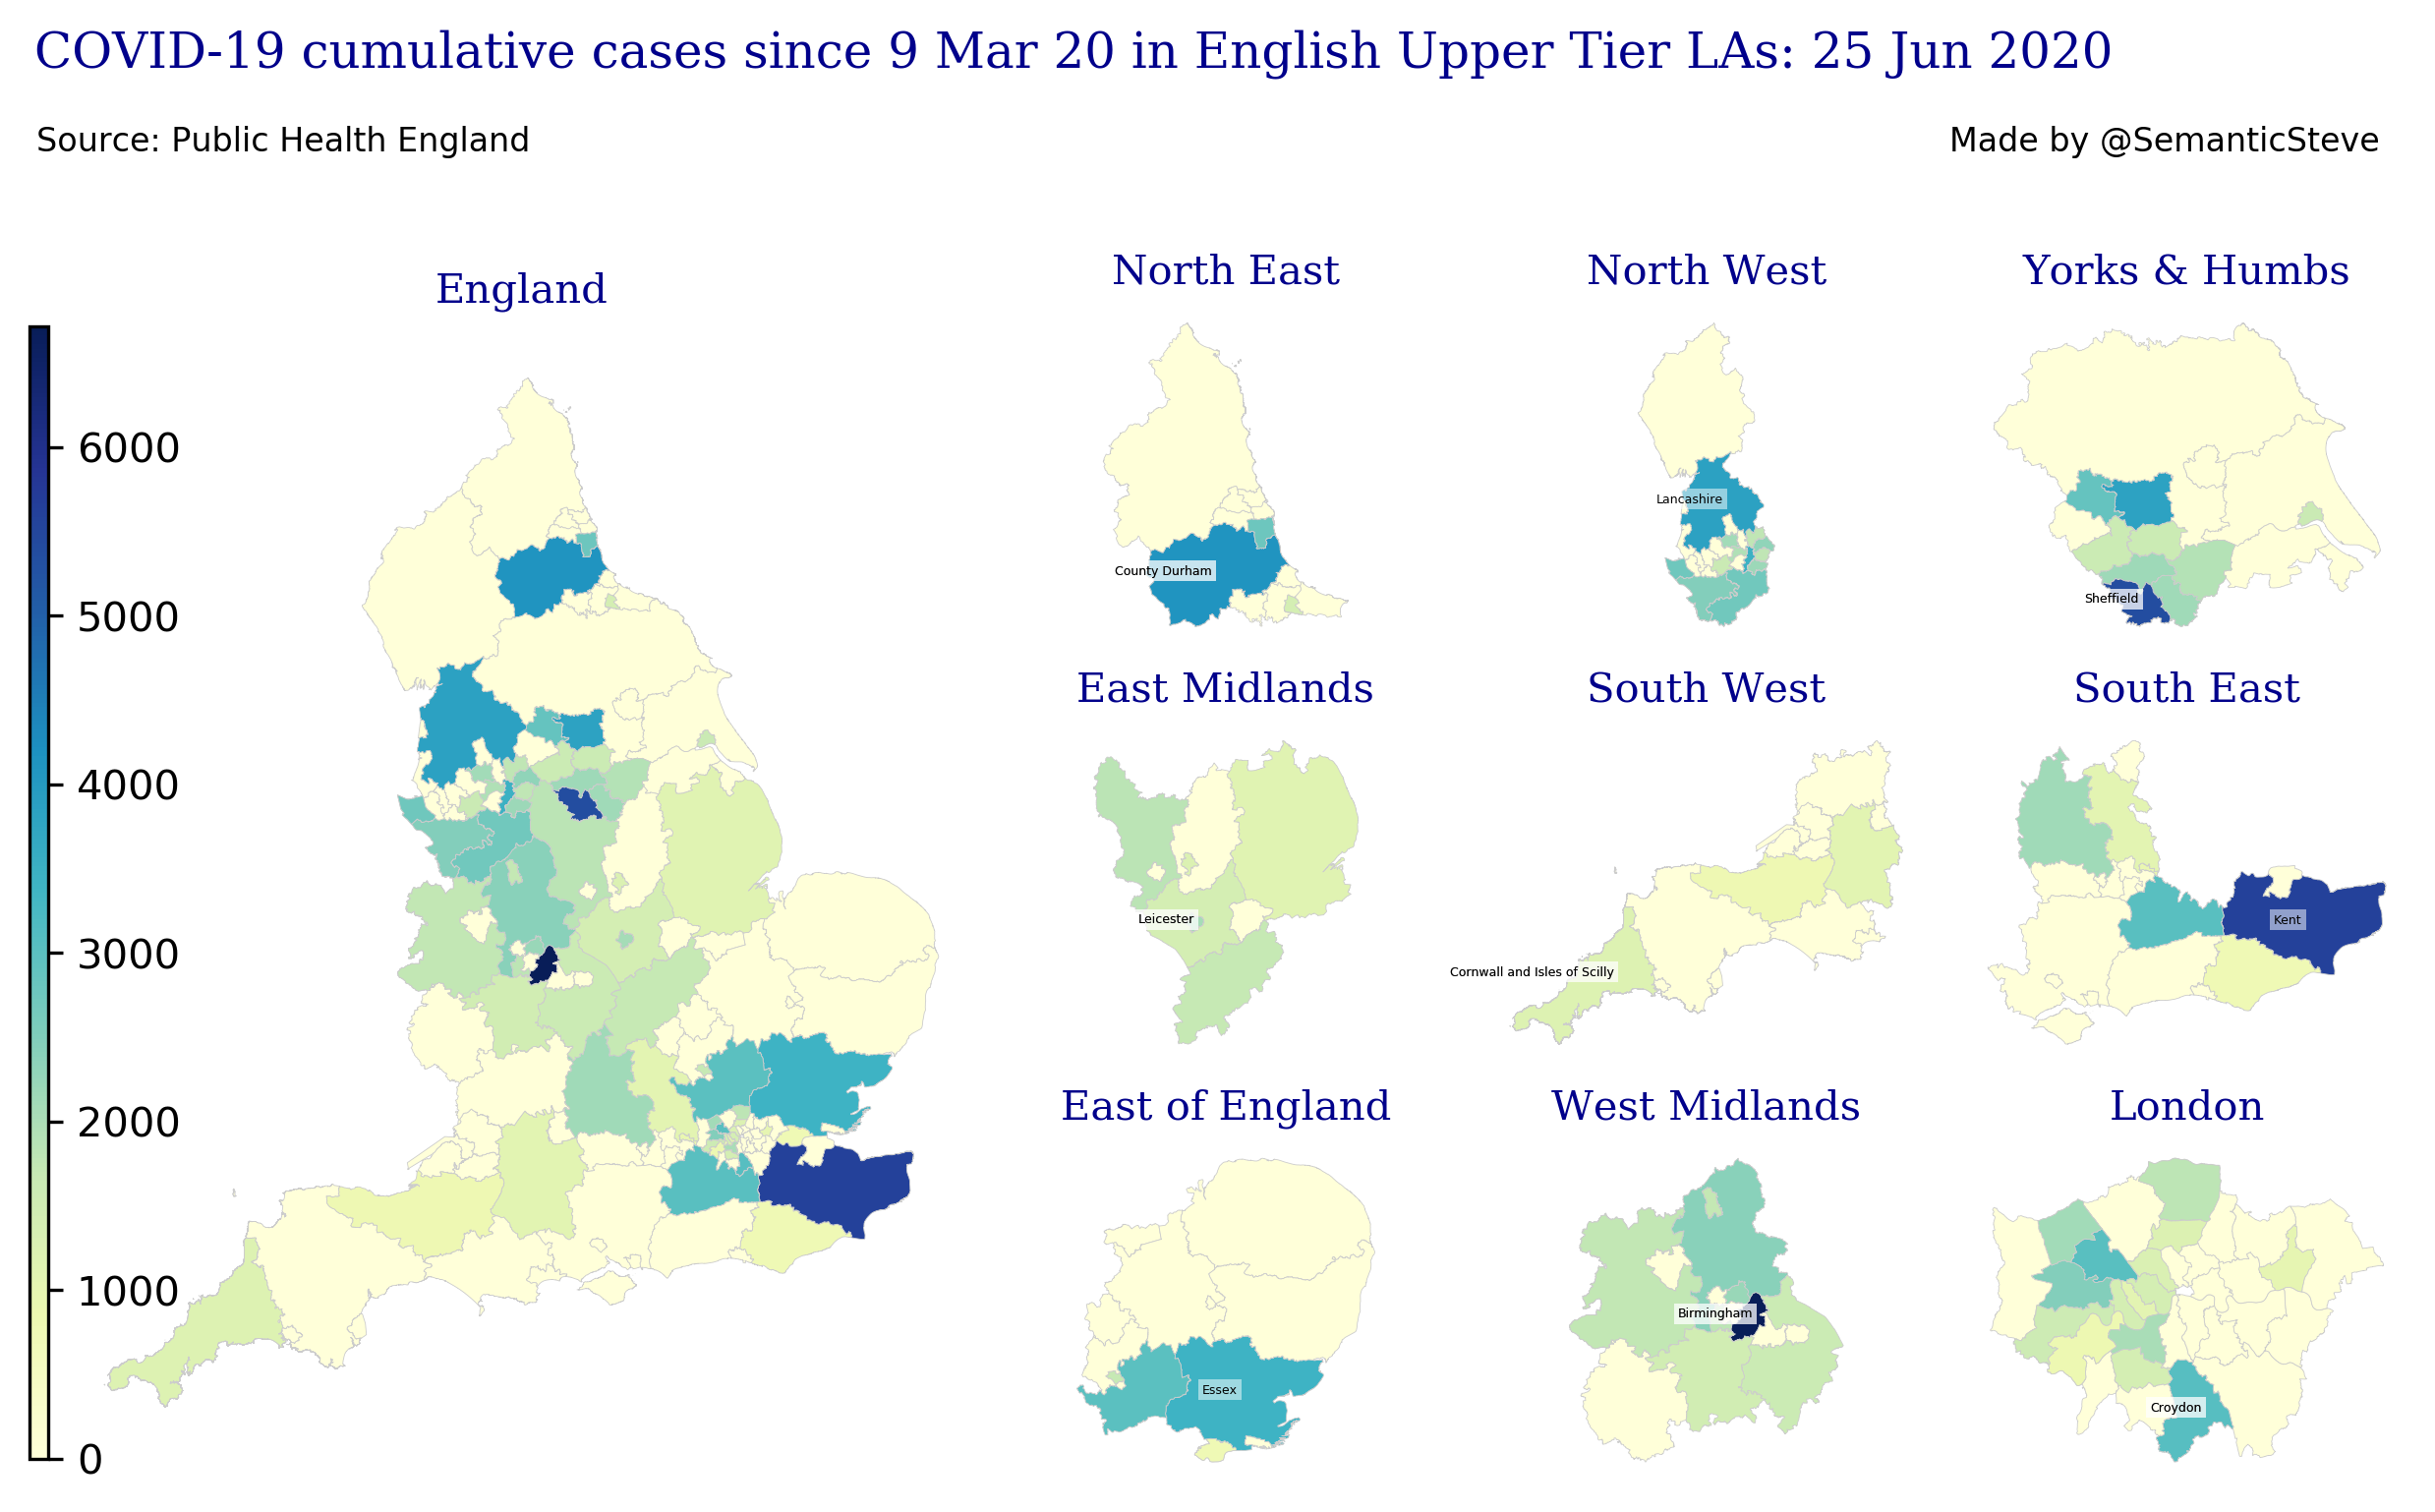 COVID-19 cumulative cases since 9 Mar 20 in English Upper Tier LAs: 25 Jun 2020
Source: Public Health England
Made by @SemanticSteve
England
6000
5000
4000
3000
2000
1000
0
North East
County Durham
North West
Lancashire
Yorks & Humbs
Sheffield
East Midlands
Leicester
South West
Cornwall and Isles of Scilly
South East
Kent
East of England
Essex
West Midlands
Birmingham
London
Croydon